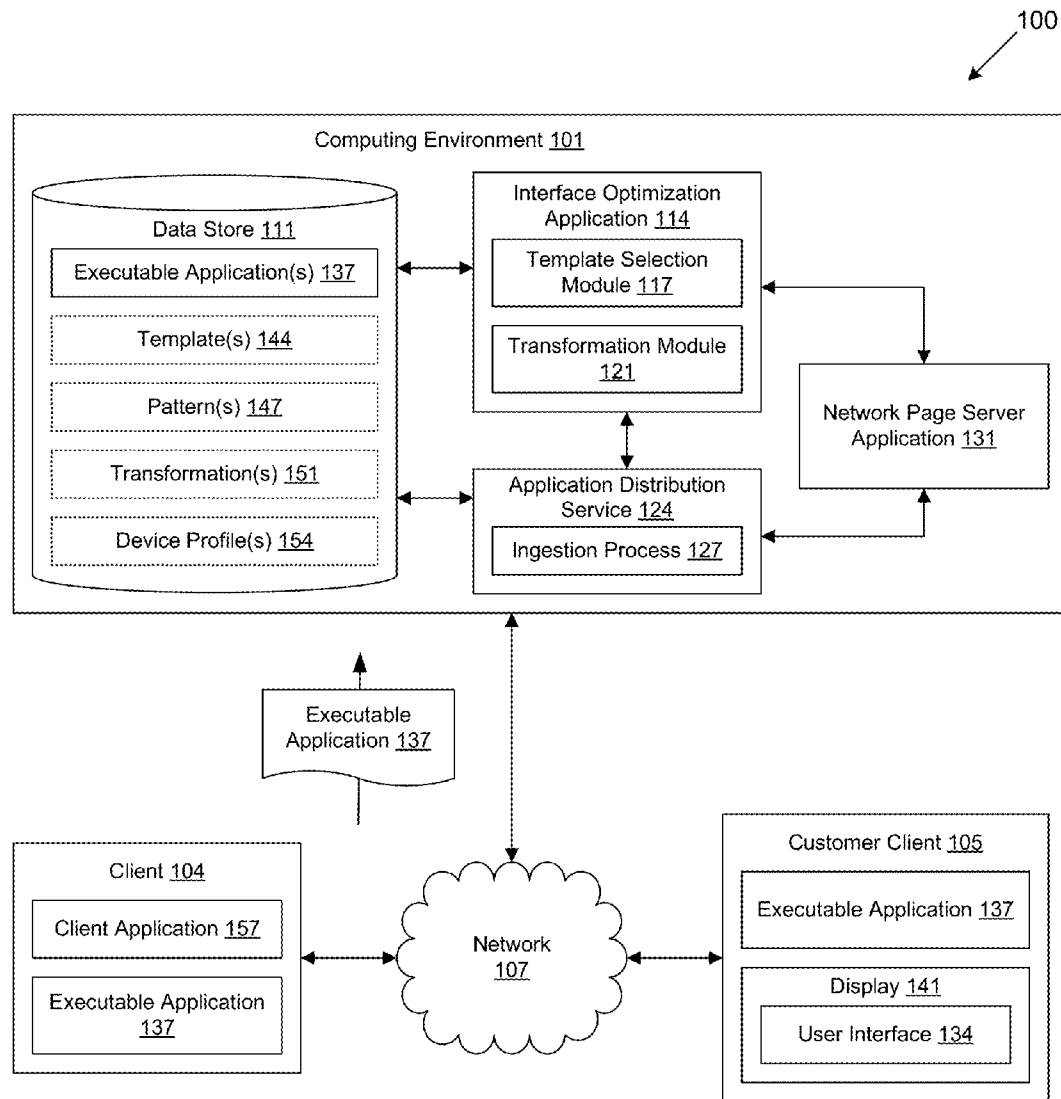 100
Computing Environment 101
Data Store 111
Executable Application(s) 137
Template(s) 144
Pattern(s) 147
Transformation(s) 151
Device Profile(s) 154
Interface Optimization
Application 114
Template Selection
Module 117
Transformation Module
121
Application Distribution
Service 124
Ingestion Process 127
Network Page Server
Application 131
Executable
Application 137
Client 104
Client Application 157
Executable Application
137
Network
107
Customer Client 105
Executable Application 137
Display 141
User Interface 134